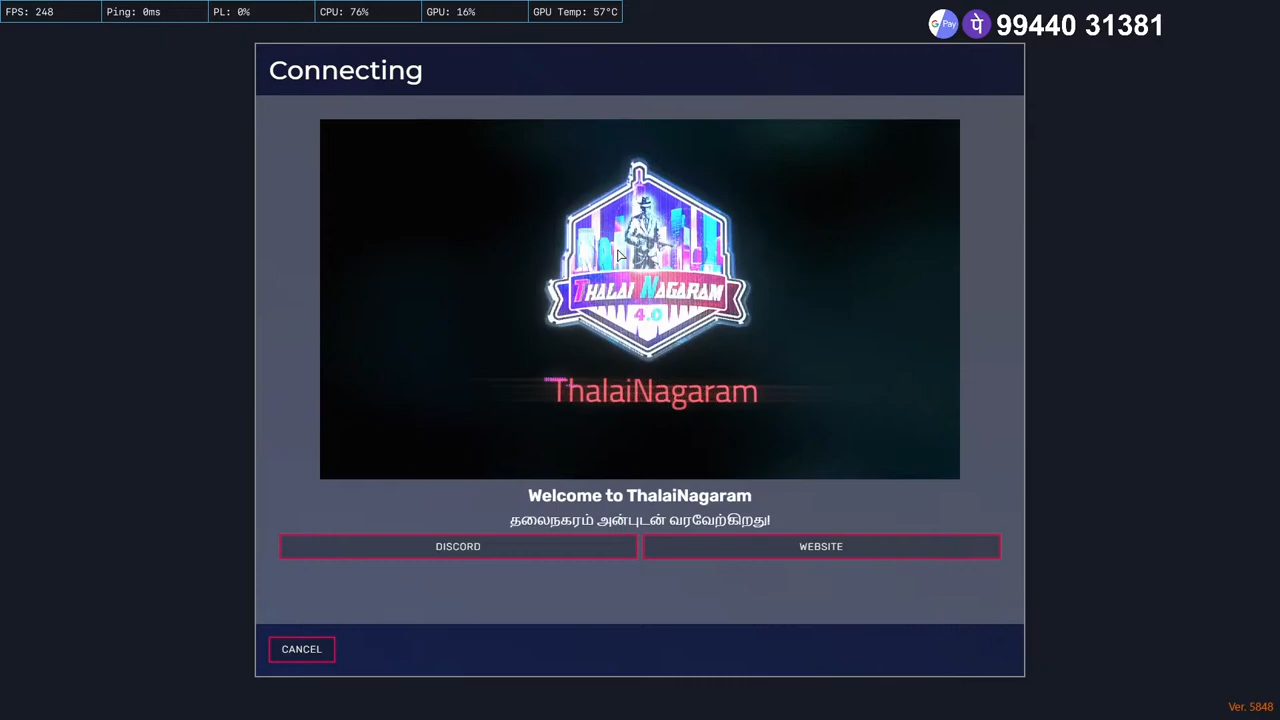 FPS: 248 Ping: 0ms PL: 0% CPU: 76% GPU: 16% GPU Temp: 57°C
G Pay पे 99440 31381
Connecting
THALAI NAGARAM
4.0
ThalaiNagaram
Welcome to ThalaiNagaram
தலைநகரம் அன்புடன் வரவேற்கிறது!
DISCORD WEBSITE
CANCEL
Ver. 5848